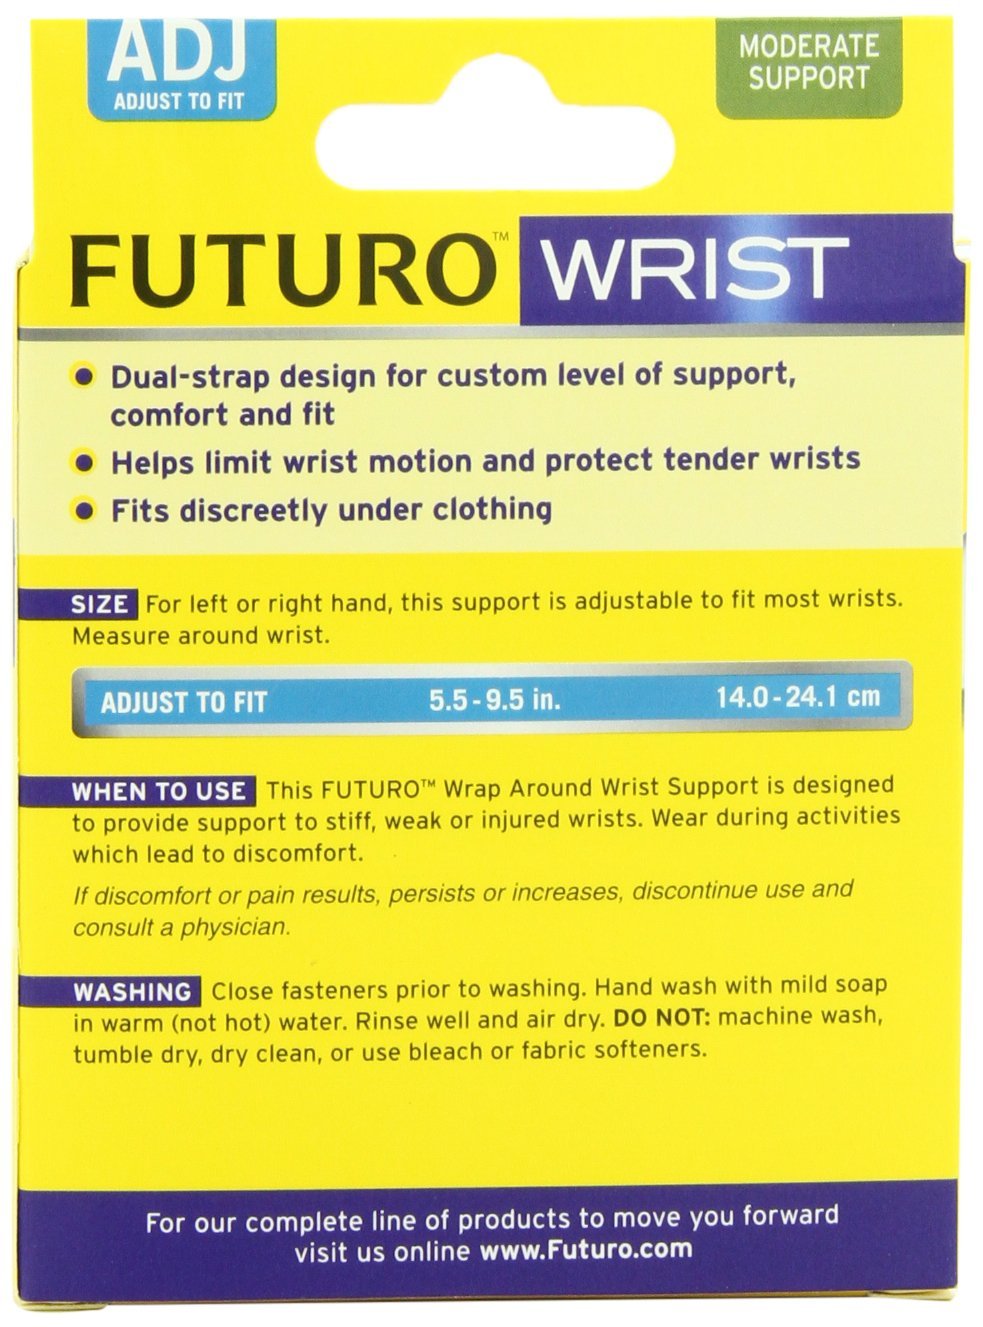 ADJ
ADJUST TO FIT
MODERATE
SUPPORT
FUTURO™ WRIST
• Dual-strap design for custom level of support,
comfort and fit
• Helps limit wrist motion and protect tender wrists
• Fits discreetly under clothing
SIZE For left or right hand, this support is adjustable to fit most wrists.
Measure around wrist.
ADJUST TO FIT 5.5-9.5 in. 14.0-24.1 cm
WHEN TO USE This FUTURO™ Wrap Around Wrist Support is designed
to provide support to stiff, weak or injured wrists. Wear during activities
which lead to discomfort.
If discomfort or pain results, persists or increases, discontinue use and
consult a physician.
WASHING Close fasteners prior to washing. Hand wash with mild soap
in warm (not hot) water. Rinse well and air dry. DO NOT: machine wash,
tumble dry, dry clean, or use bleach or fabric softeners.
For our complete line of products to move you forward
visit us online www.Futuro.com